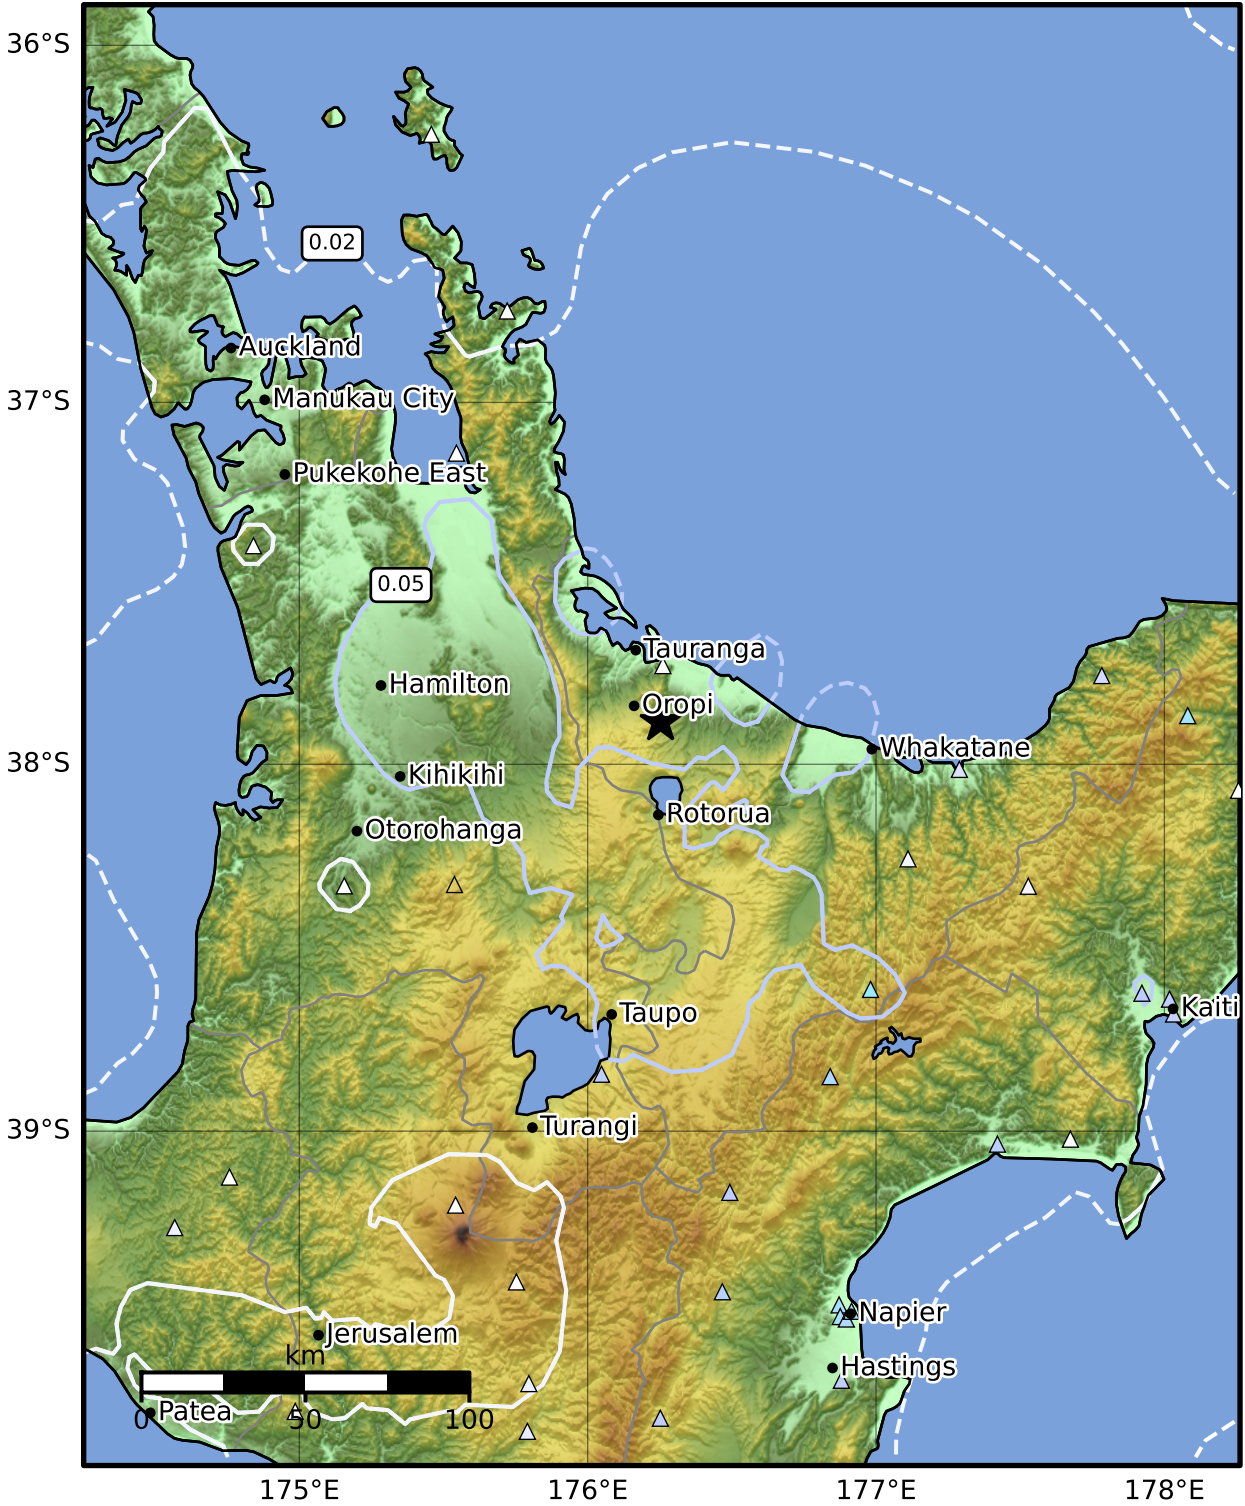 36°S
0.02
Auckland
Manukau City
37°S
Pukekohe East
0.05
Tauranga
Hamilton
Oropi
Whakatane
38°S
Kihikihi
Rotorua
Otorohanga
Taupo
Kaiti
39°S
Turangi
Napier
Jerusalem
km
Hastings
Patea
0 50 100
175°E 176°E 177°E 178°E